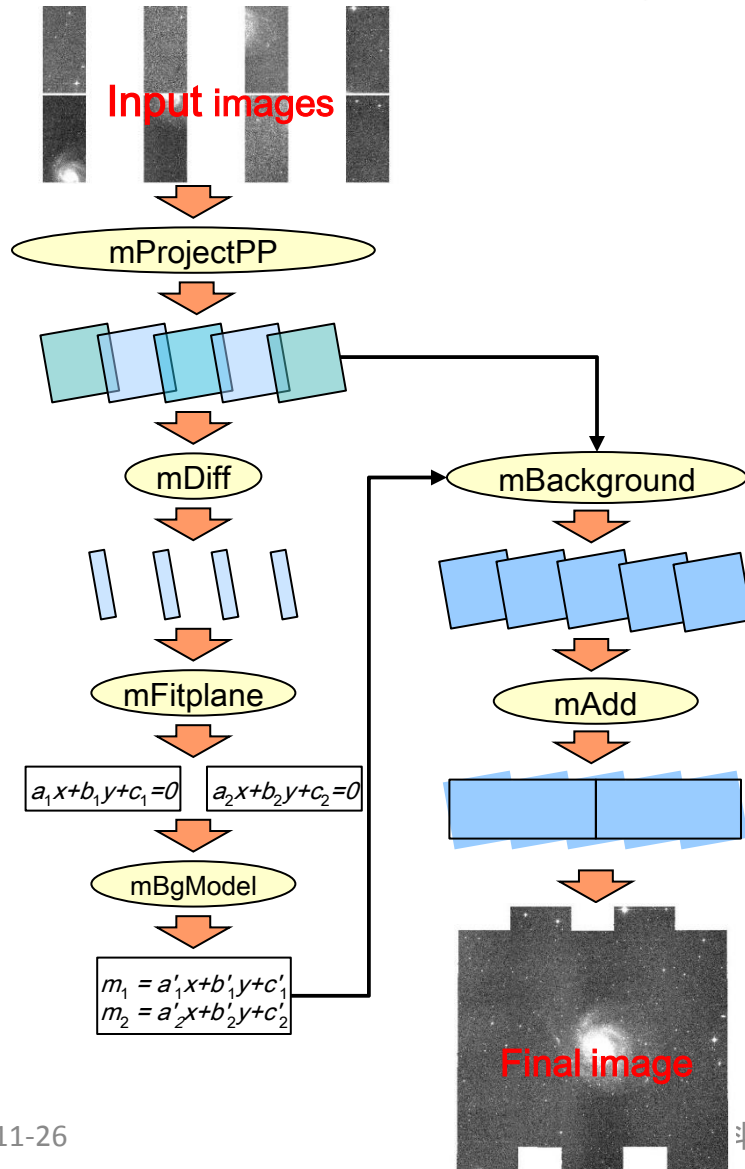 Input images
mProjectPP
mDiff
mBackground
mFitplane
mAdd
a₁x+b₁y+c₁=0
a₂x+b₂y+c₂=0
mBgModel
m₁ = a'₁x+b'₁y+c'₁
m₂ = a'₂x+b'₂y+c'₂
Final image
11-26